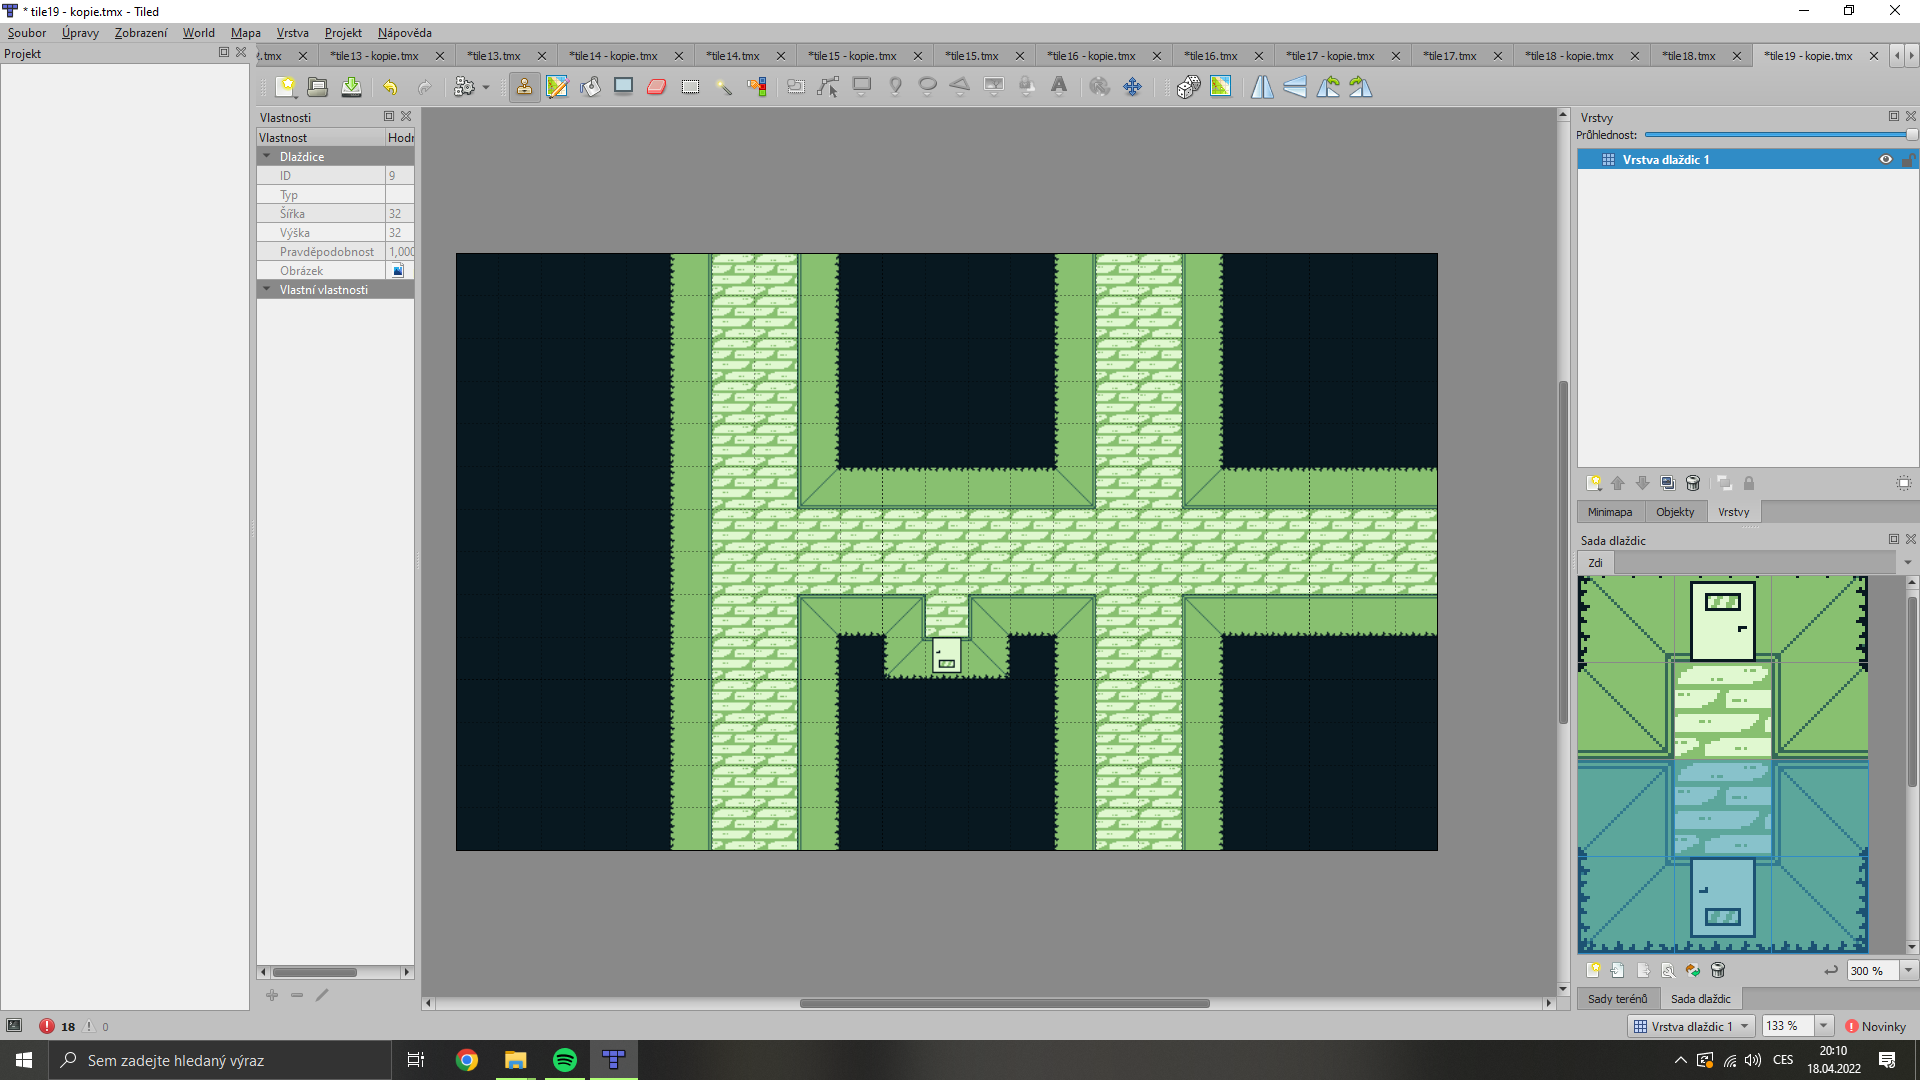 * tile19 - kopie.tmx - Tiled
Soubor Úpravy Zobrazení World Mapa Vrstva Projekt Nápověda
Projekt
.tmx *tile13 - kopie.tmx *tile13.tmx *tile14 - kopie.tmx *tile14.tmx *tile15 - kopie.tmx *tile15.tmx *tile16 - kopie.tmx *tile16.tmx *tile17 - kopie.tmx *tile17.tmx *tile18 - kopie.tmx *tile18.tmx *tile19 - kopie.tmx
Vlastnosti
Vlastnost Hodr
Dlaždice
ID 9
Typ
Šířka 32
Výška 32
Pravděpodobnost 1,000
Obrázek
Vlastní vlastnosti
Vrstvy
Průhlednost:
Vrstva dlaždic 1
Minimapa Objekty Vrstvy
Sada dlaždic
Zdi
300 %
Sady terénů Sada dlaždic
18 0
Vrstva dlaždic 1 133 % Novinky
Sem zadejte hledaný výraz
CES
20:10
18.04.2022